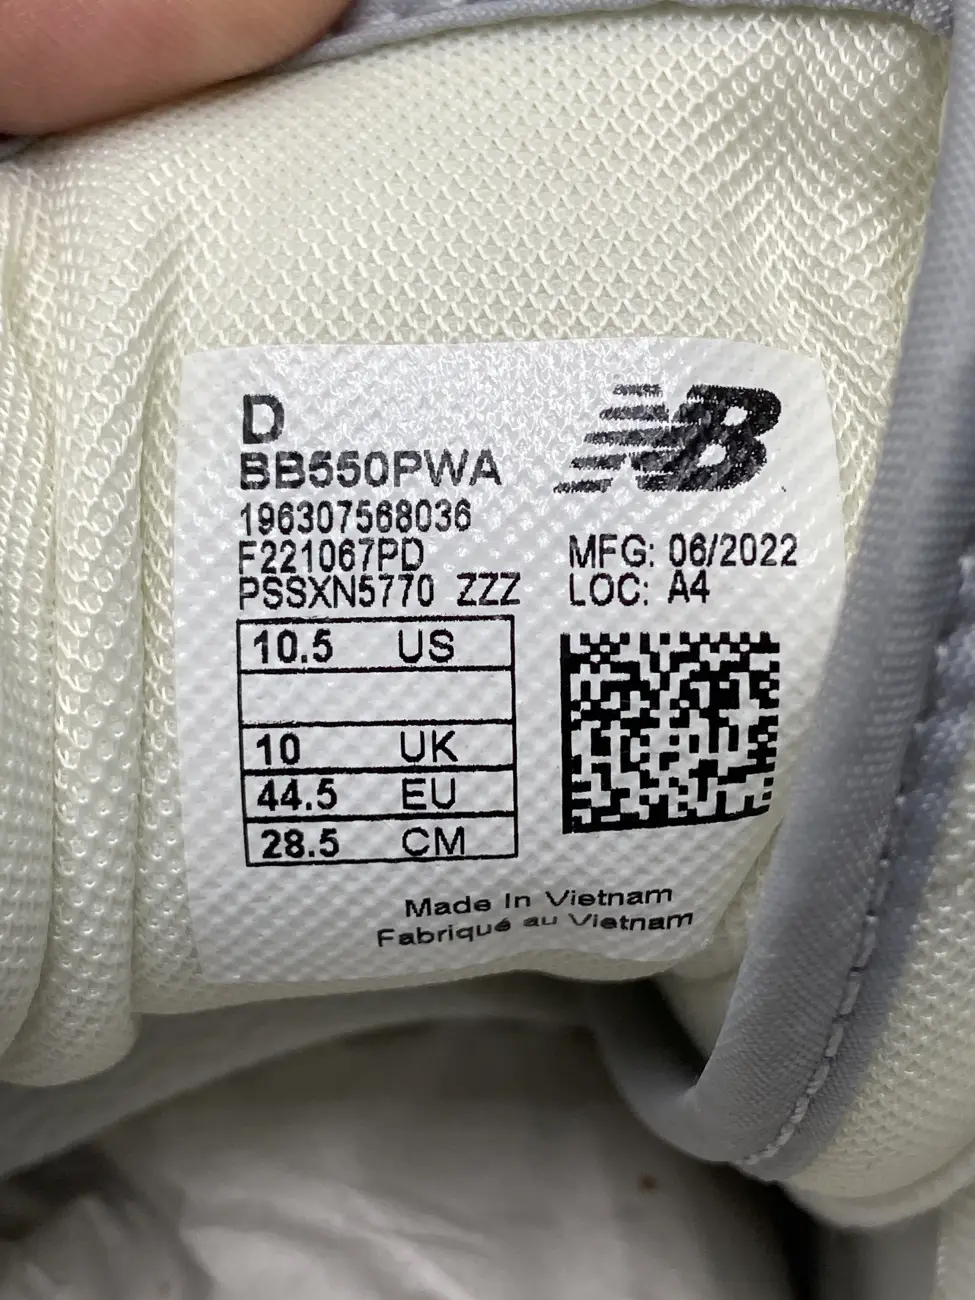 D
BB550PWA
NB
196307568036
F221067PD
PSSXN5770 ZZZ
MFG: 06/2022
LOC: A4
10.5 US
10 UK
44.5 EU
28.5 CM
Made In Vietnam
Fabriqué au Vietnam